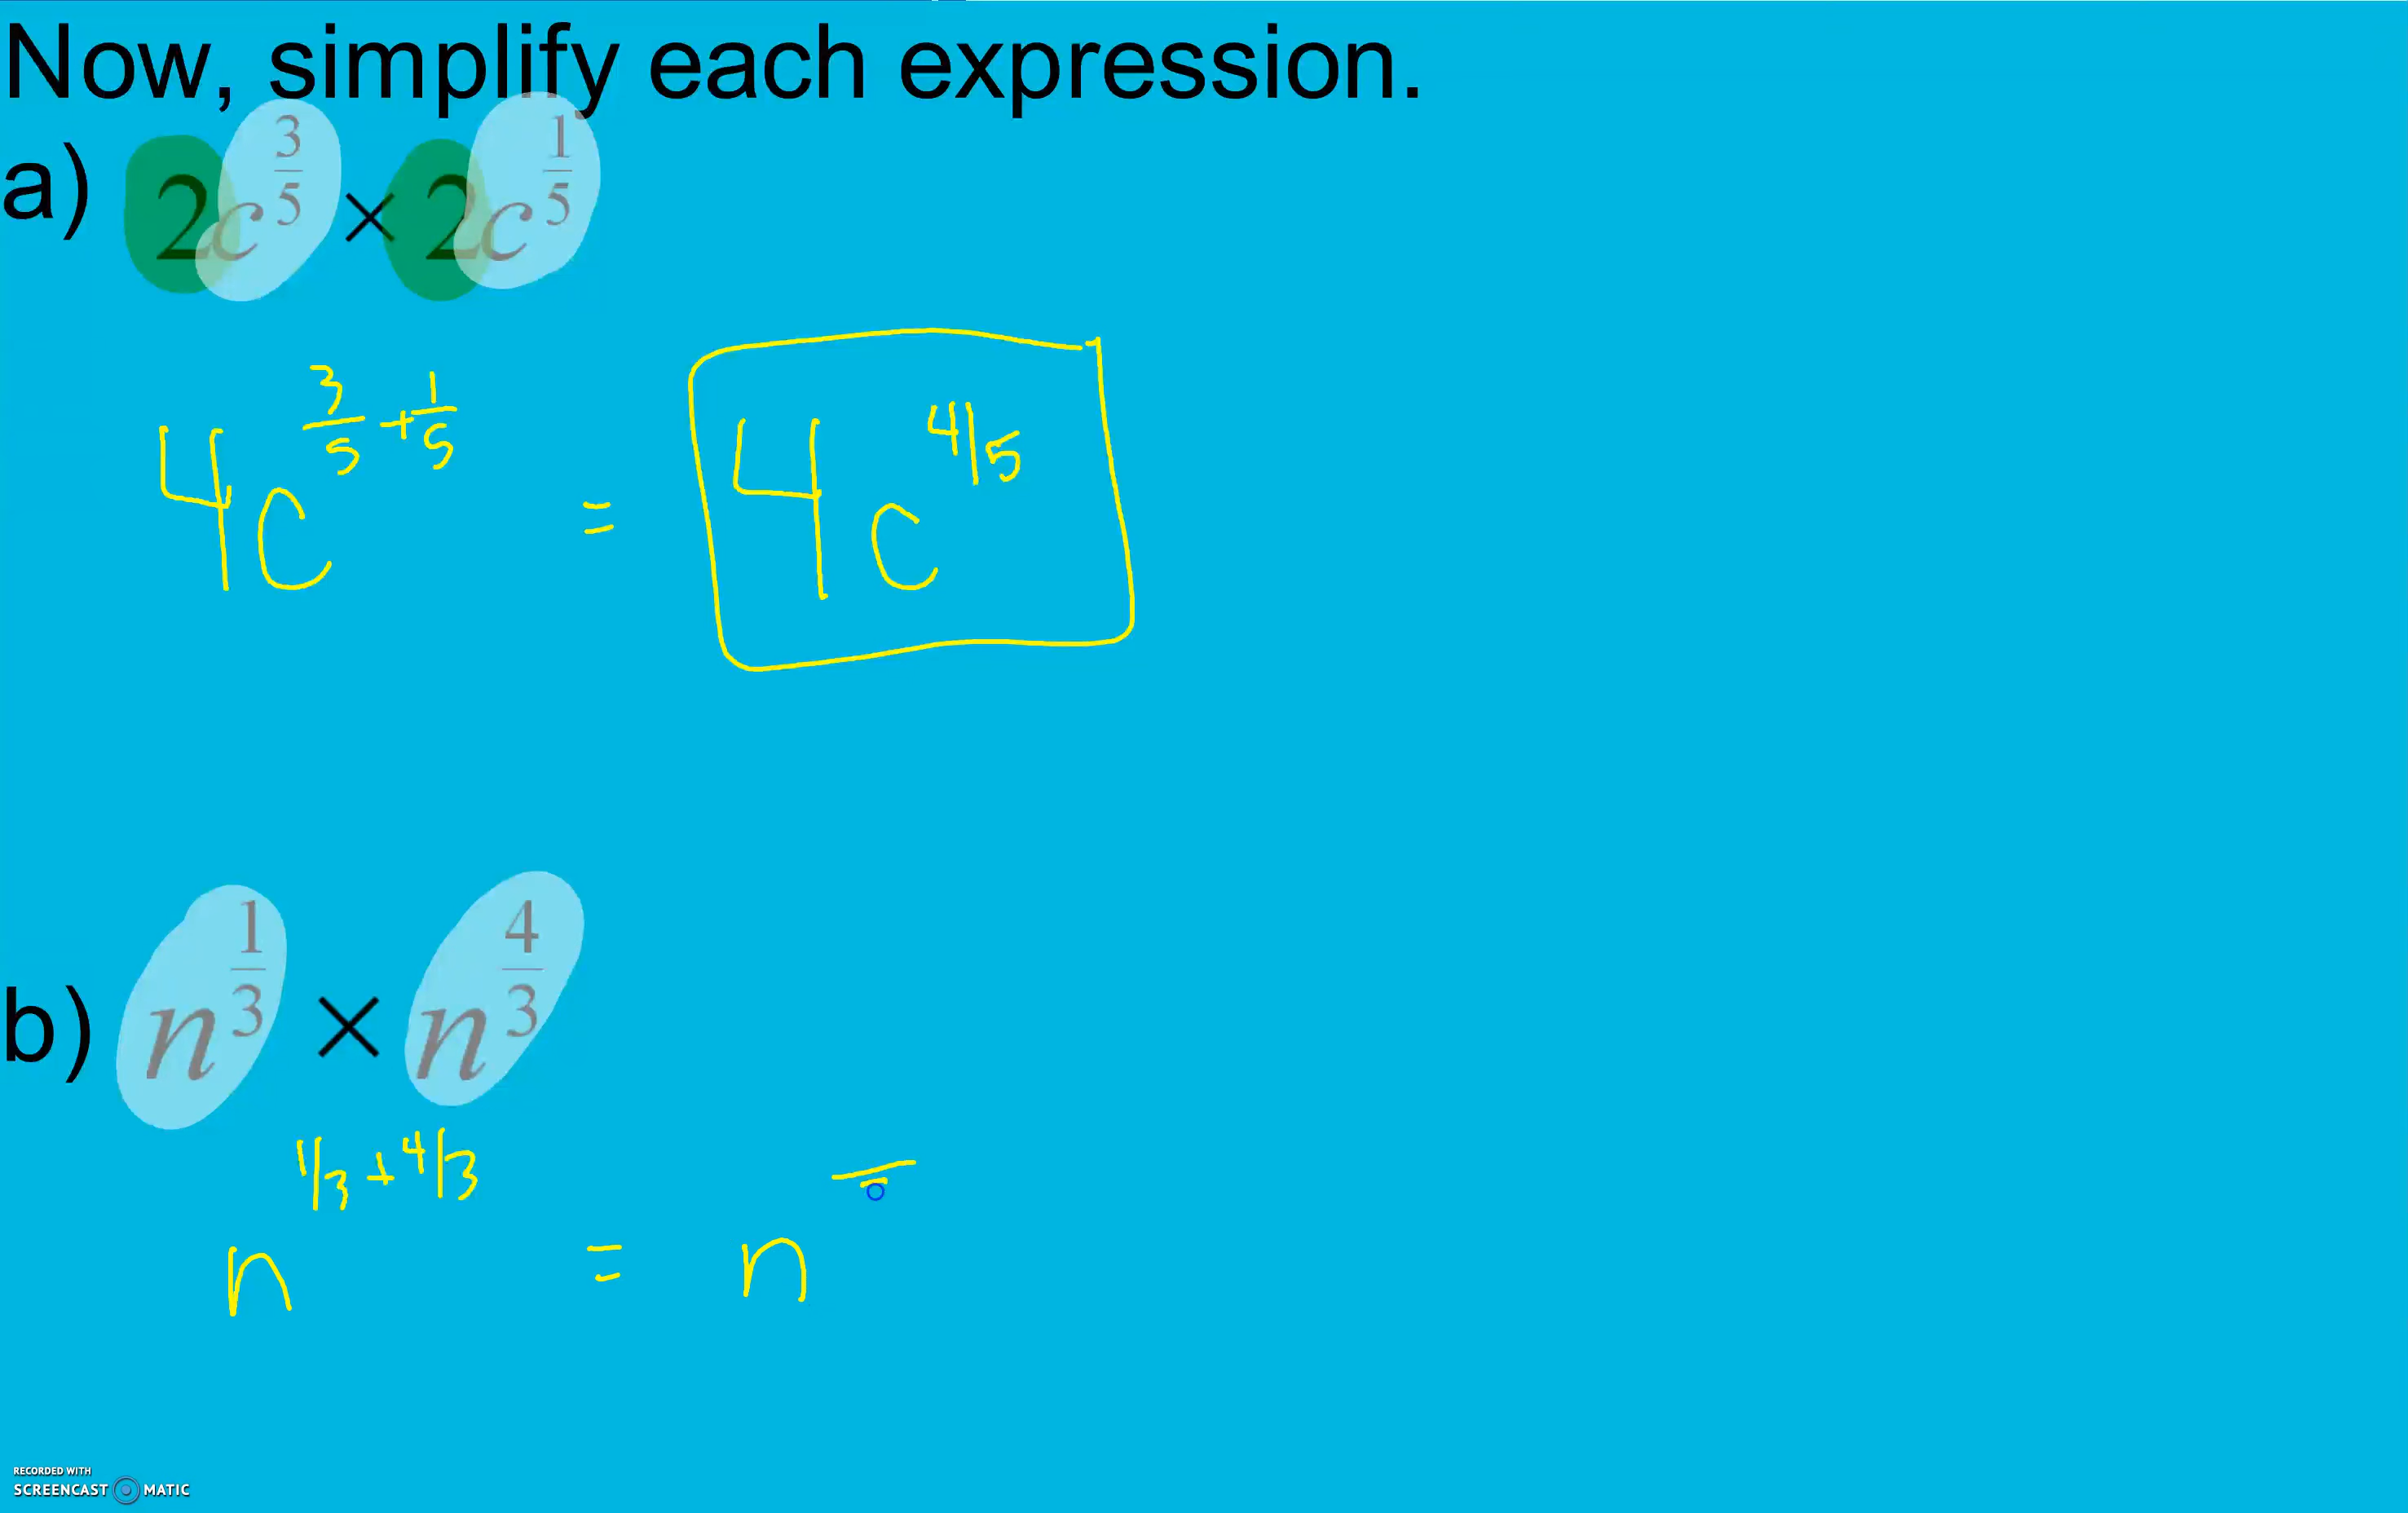 Now, simplify each expression.
a) 2c^{3/5} × 2c^{1/5}
4c^{3/5 + 1/5} = 4c^{4/5}
b) n^{1/3} × n^{4/3}
n^{1/3 + 4/3} = n
RECORDED WITH
SCREENCAST MATIC